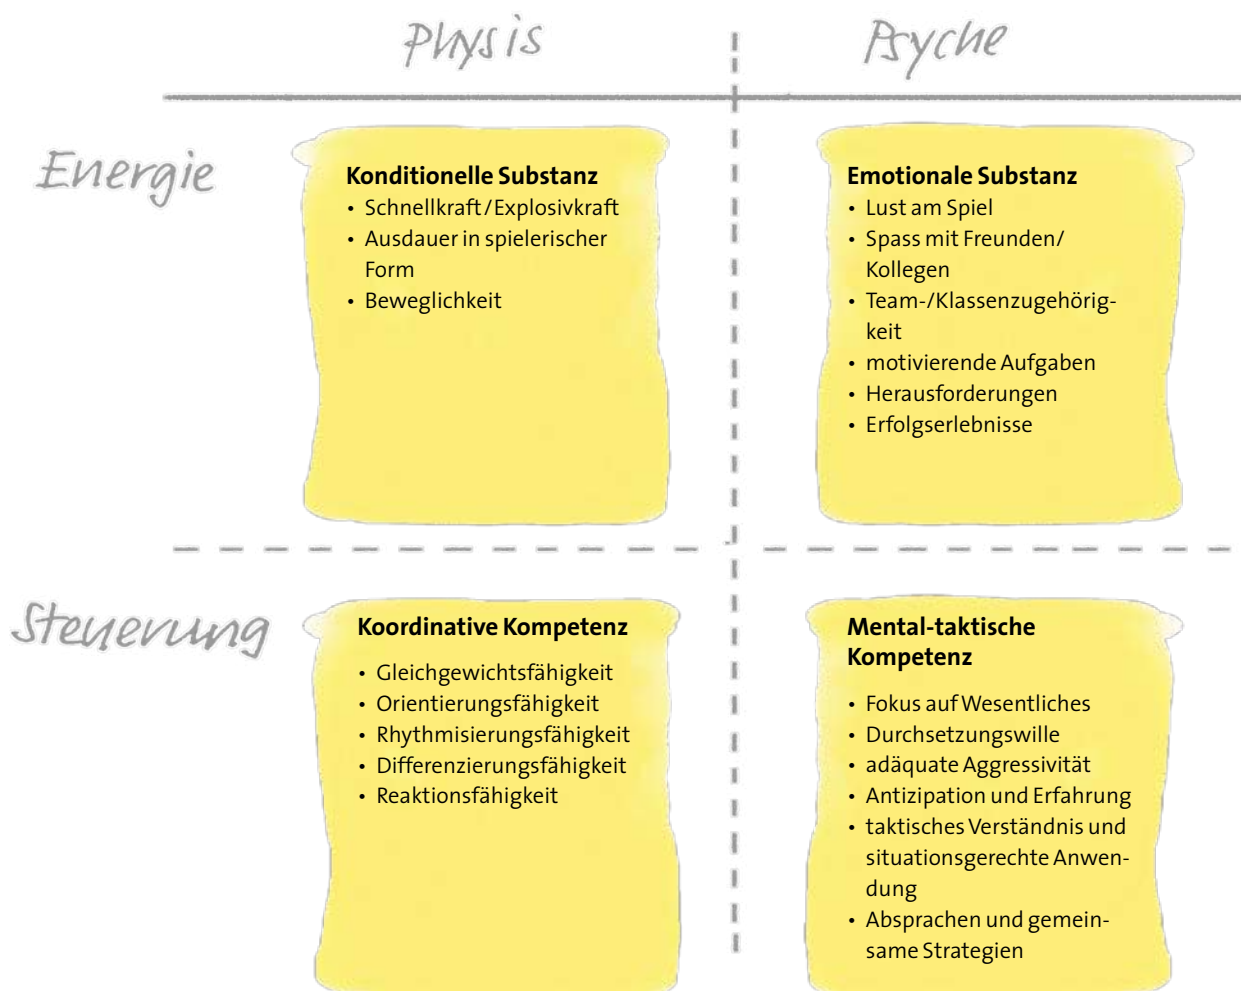 Physis
Psyche
Energie
Konditionelle Substanz
• Schnellkraft/Explosivkraft
• Ausdauer in spielerischer
Form
• Beweglichkeit
Emotionale Substanz
• Lust am Spiel
• Spass mit Freunden/
Kollegen
• Team-/Klassenzugehörig-
keit
• motivierende Aufgaben
• Herausforderungen
• Erfolgserlebnisse
Steuerung
Koordinative Kompetenz
• Gleichgewichtsfähigkeit
• Orientierungsfähigkeit
• Rhythmisierungsfähigkeit
• Differenzierungsfähigkeit
• Reaktionsfähigkeit
Mental-taktische
Kompetenz
• Fokus auf Wesentliches
• Durchsetzungswille
• adäquate Aggressivität
• Antizipation und Erfahrung
• taktisches Verständnis und
situationsgerechte Anwen-
dung
• Absprachen und gemein-
same Strategien